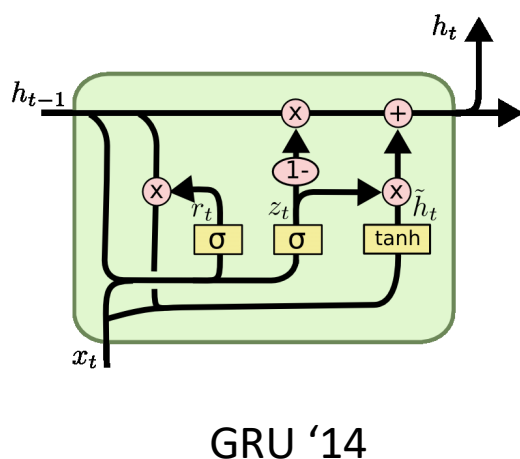 h_t
h_{t-1}
x
+
1-
x
r_t
z_t
x
h̃_t
σ
σ
tanh
x_t
GRU ‘14